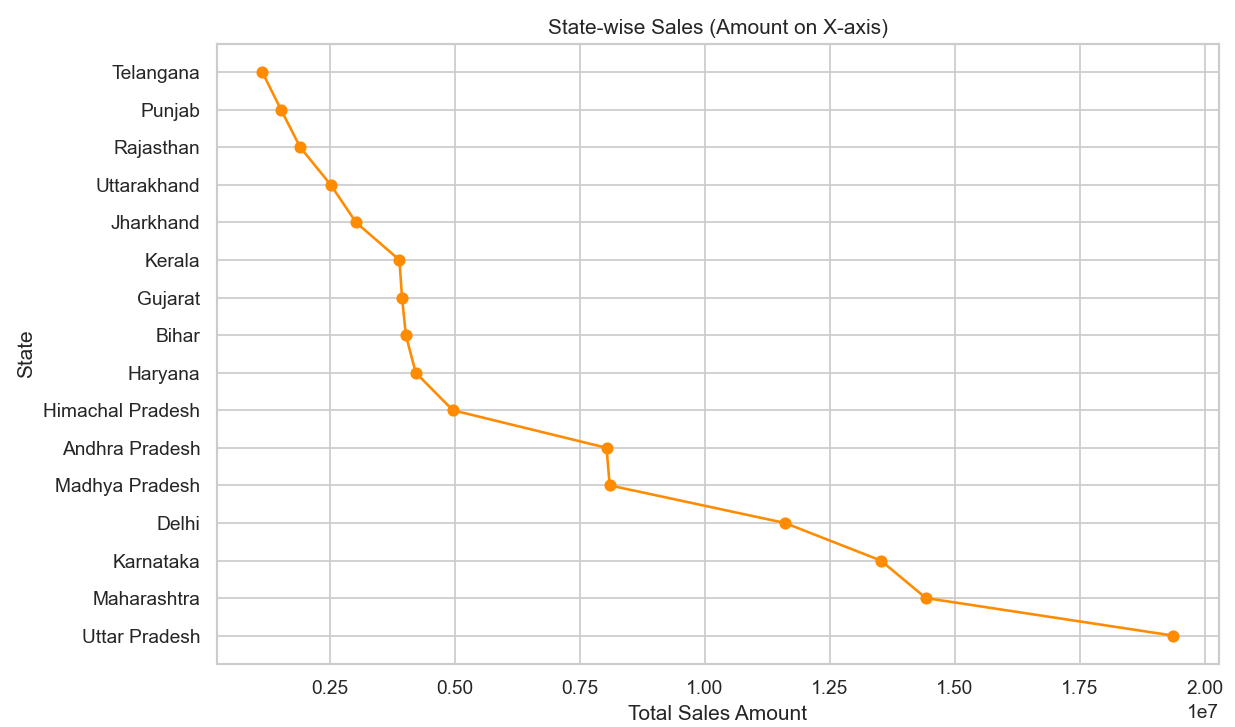 State-wise Sales (Amount on X-axis)
Telangana
Punjab
Rajasthan
Uttarakhand
Jharkhand
Kerala
Gujarat
Bihar
Haryana
Himachal Pradesh
Andhra Pradesh
Madhya Pradesh
Delhi
Karnataka
Maharashtra
Uttar Pradesh
State
0.25 0.50 0.75 1.00 1.25 1.50 1.75 2.00
1e7
Total Sales Amount